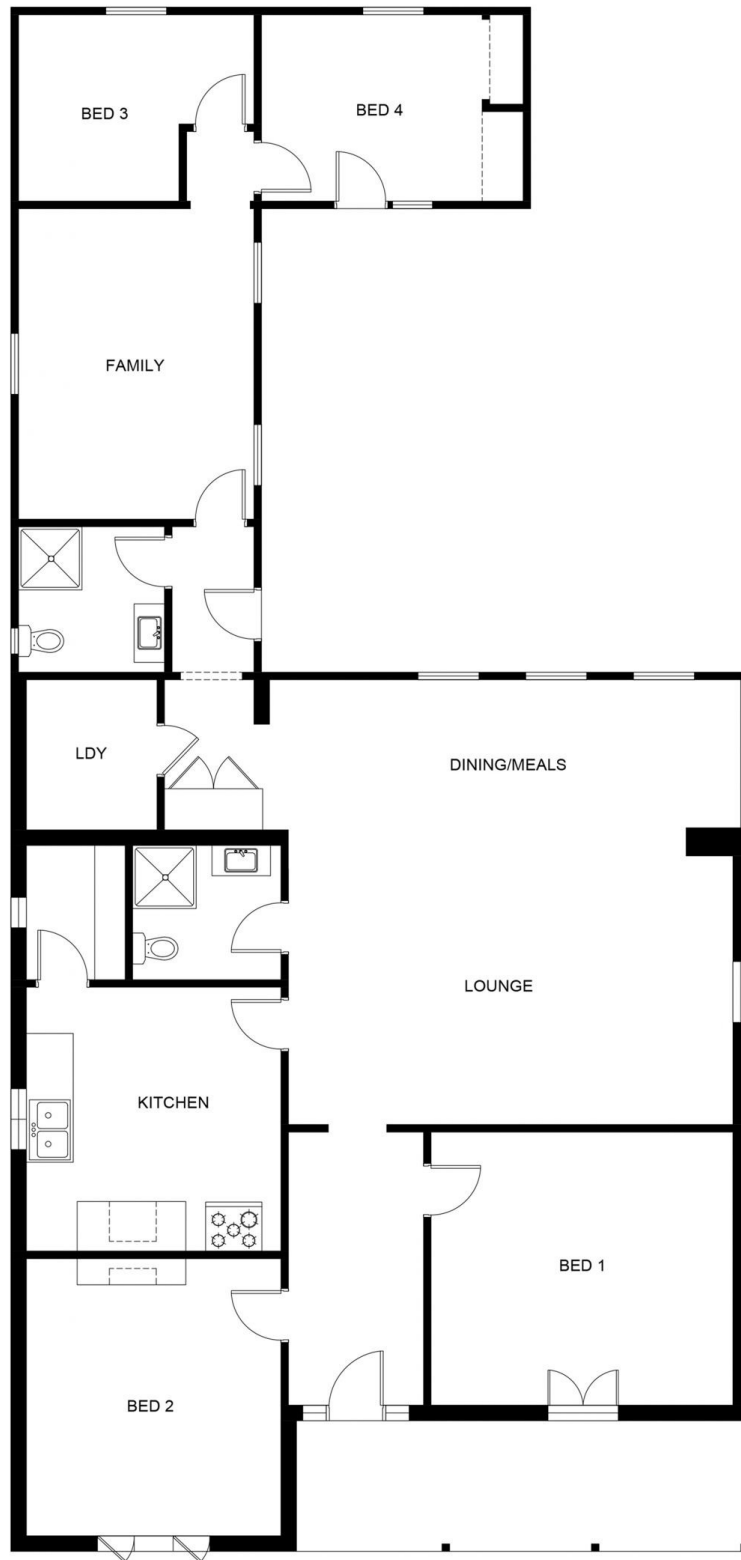 BED 3
BED 4
FAMILY
LDY
DINING/MEALS
LOUNGE
KITCHEN
BED 1
BED 2